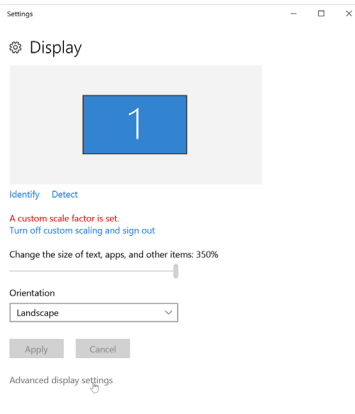 Settings
Display
1
Identify Detect
A custom scale factor is set.
Turn off custom scaling and sign out
Change the size of text, apps, and other items: 350%
Orientation
Landscape
Apply Cancel
Advanced display settings